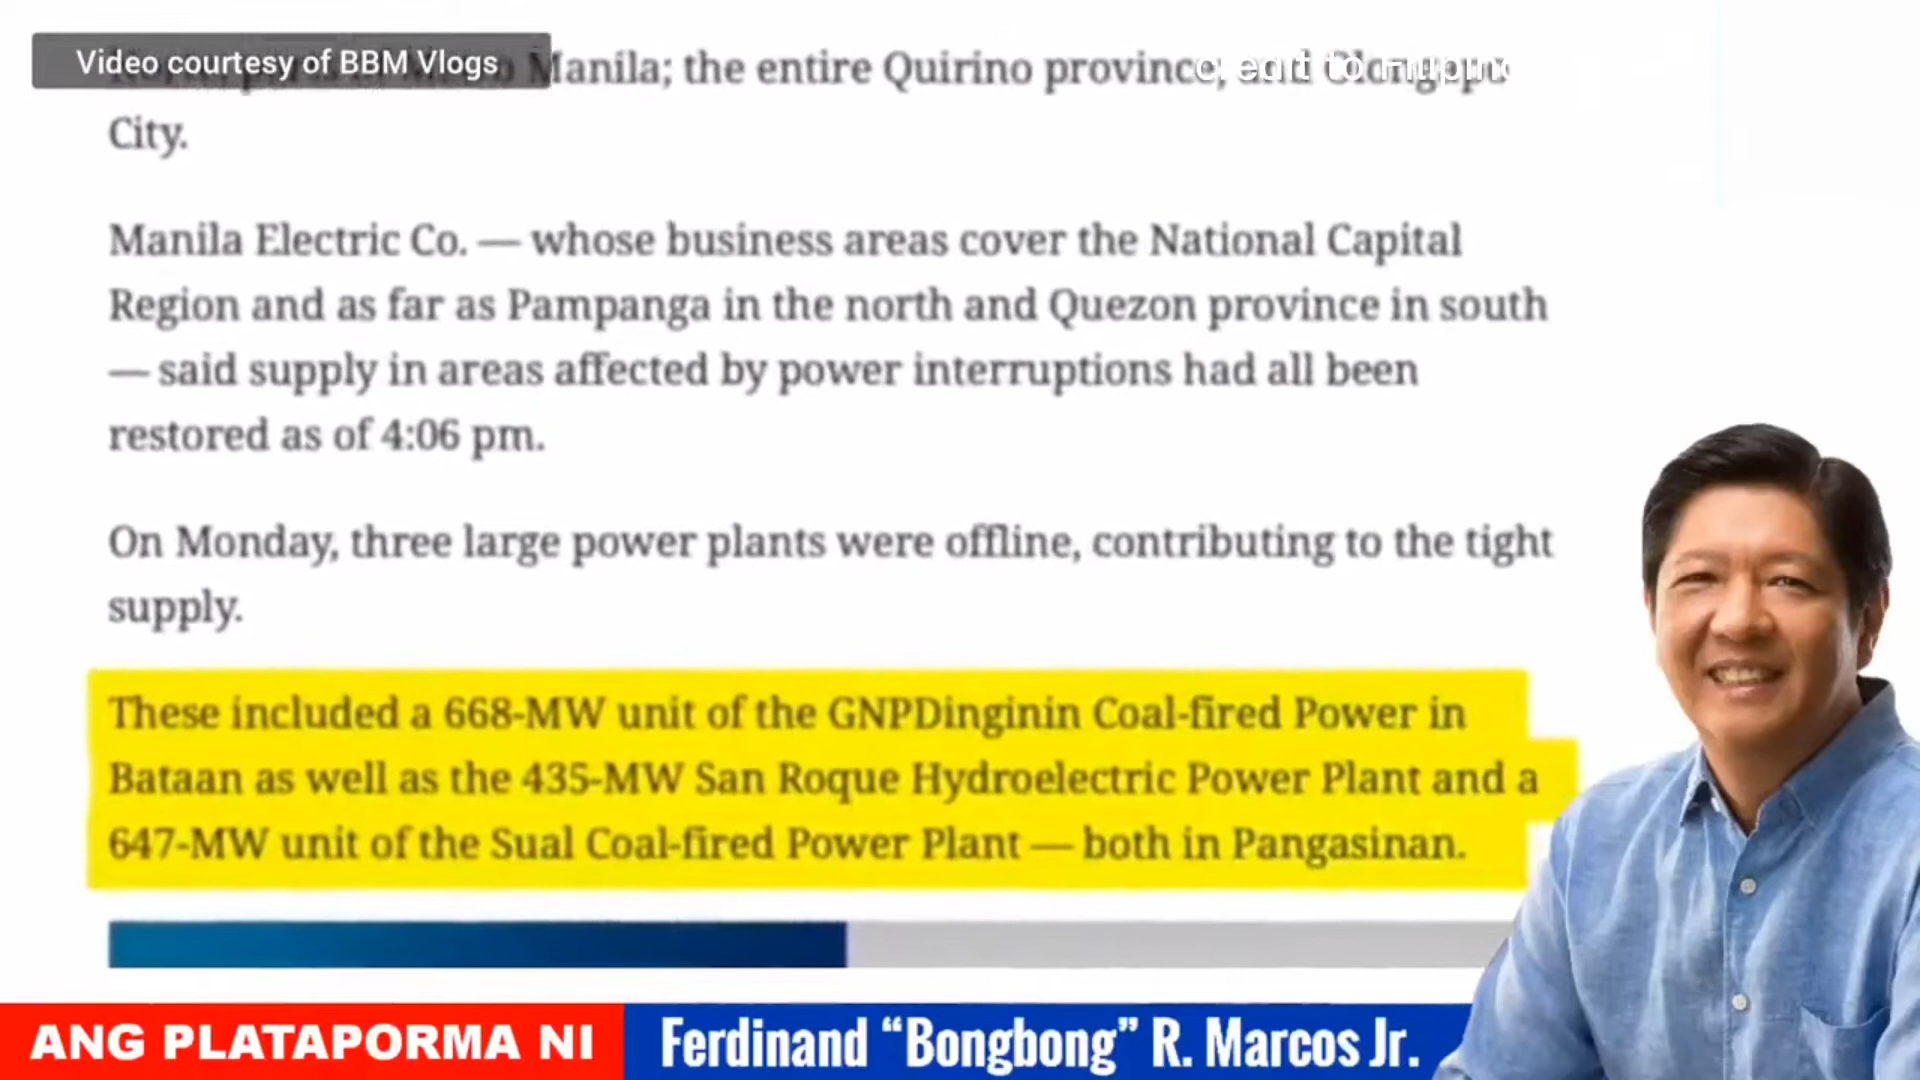 Video courtesy of BBM Vlogs
Manila; the entire Quirino province, and Olongapo
credit to Filipino
City.
Manila Electric Co. — whose business areas cover the National Capital
Region and as far as Pampanga in the north and Quezon province in south
— said supply in areas affected by power interruptions had all been
restored as of 4:06 pm.
On Monday, three large power plants were offline, contributing to the tight
supply.
These included a 668-MW unit of the GNPDinginin Coal-fired Power in
Bataan as well as the 435-MW San Roque Hydroelectric Power Plant and a
647-MW unit of the Sual Coal-fired Power Plant — both in Pangasinan.
ANG PLATAPORMA NI
Ferdinand “Bongbong” R. Marcos Jr.